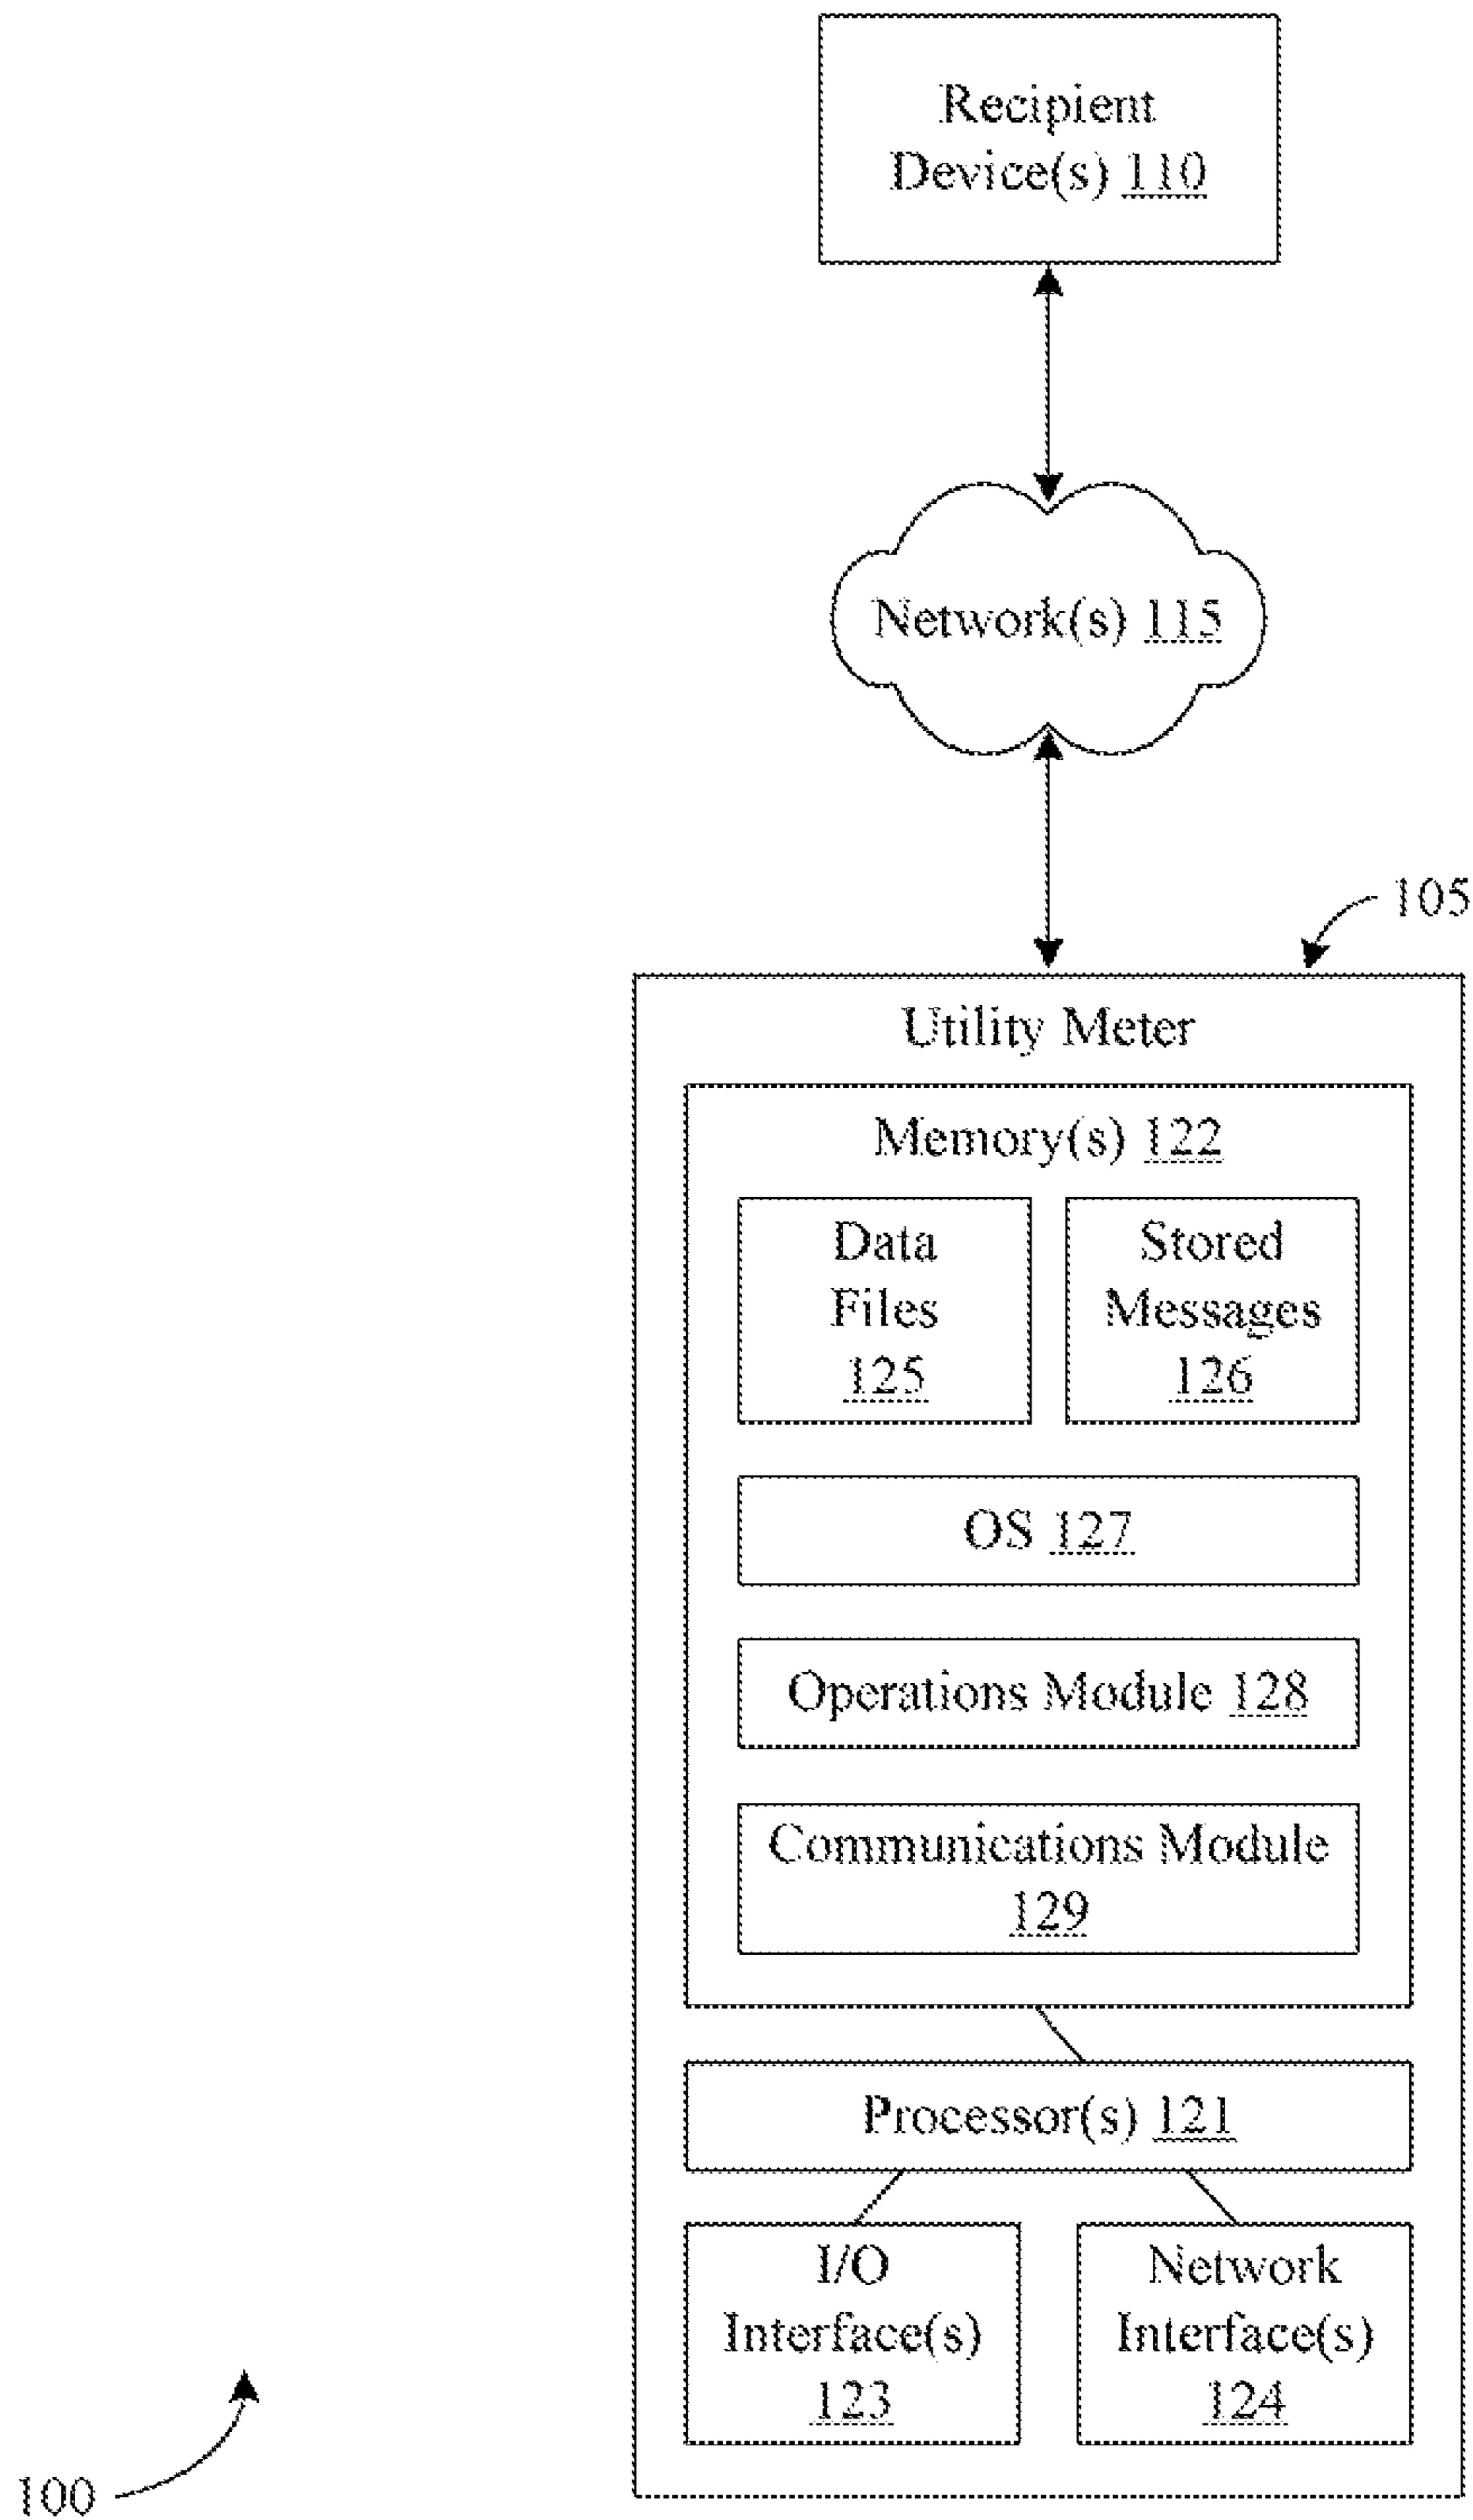 Recipient
Device(s) 110
Network(s) 115
105
Utility Meter
Memory(s) 122
Data
Files
125
Stored
Messages
126
OS 127
Operations Module 128
Communications Module
129
Processor(s) 121
I/O
Interface(s)
123
Network
Interface(s)
124
100